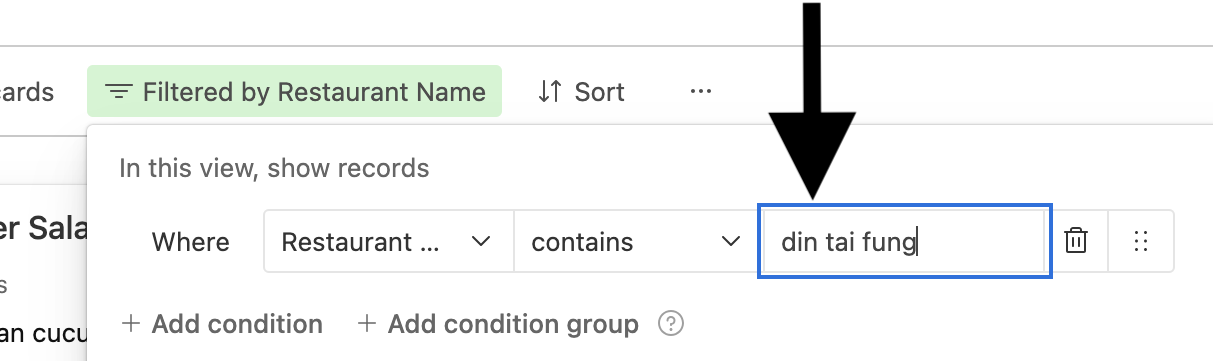 ards Filtered by Restaurant Name Sort ...
In this view, show records
er Sala
Where Restaurant ... contains din tai fung
s
+ Add condition + Add condition group ?
an cucu